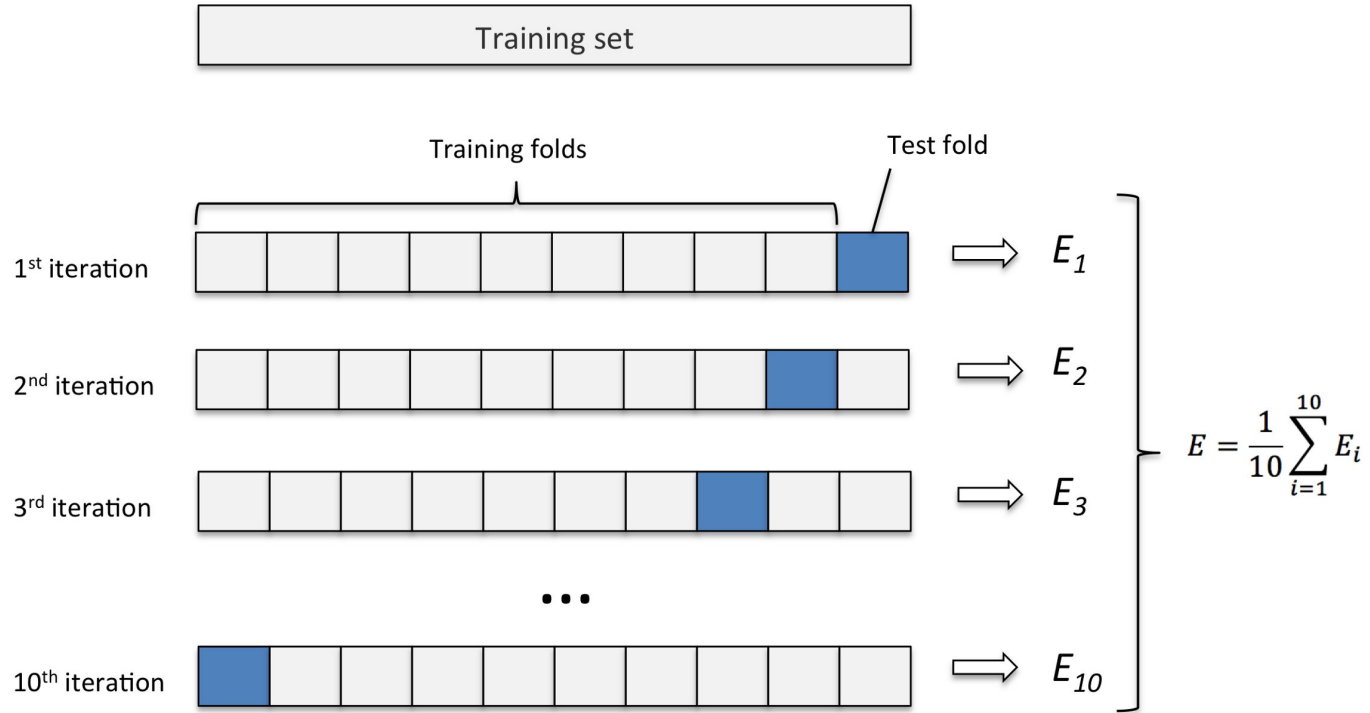 Training set
Training folds
Test fold
1st iteration
E1
2nd iteration
E2
3rd iteration
E3
...
10th iteration
E10
E = 1/10 ∑_{i=1}^{10} E_i